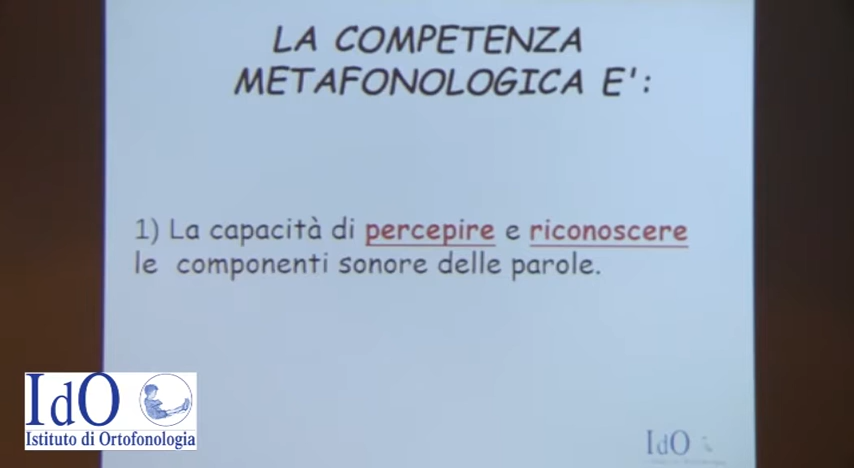 LA COMPETENZA
METAFONOLOGICA E':
1) La capacità di percepire e riconoscere
le componenti sonore delle parole.
IdO
Istituto di Ortofonologia
IdO